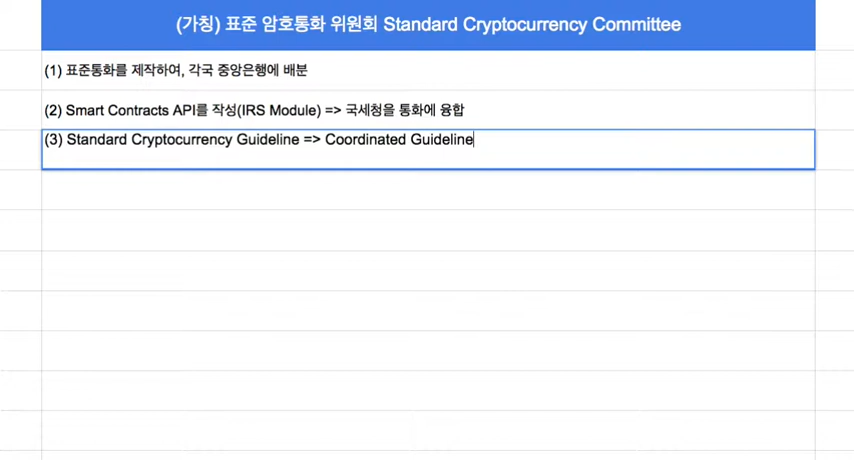 (가칭) 표준 암호통화 위원회 Standard Cryptocurrency Committee
(1) 표준통화를 제작하여, 각국 중앙은행에 배분
(2) Smart Contracts API를 작성(IRS Module) => 국세청을 통화에 융합
(3) Standard Cryptocurrency Guideline => Coordinated Guideline